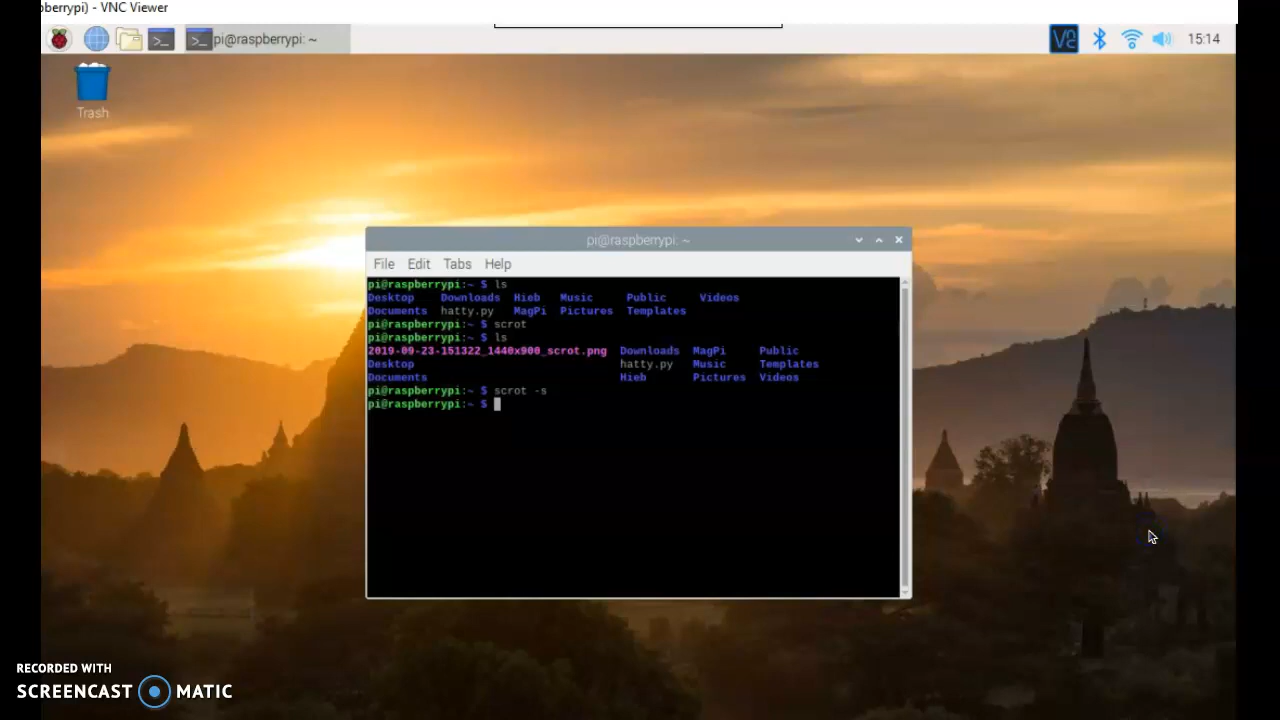 berrypi) - VNC Viewer
>_ >_ pi@raspberrypi: ~ V2 15:14
Trash
pi@raspberrypi: ~
File Edit Tabs Help
pi@raspberrypi:~ $ ls
Desktop Downloads Hieb Music Public Videos
Documents hatty.py MagPi Pictures Templates
pi@raspberrypi:~ $ scrot
pi@raspberrypi:~ $ ls
2019-09-23-151322_1440x900_scrot.png Downloads MagPi Public
Desktop hatty.py Music Templates
Documents Hieb Pictures Videos
pi@raspberrypi:~ $ scrot -s
pi@raspberrypi:~ $
RECORDED WITH
SCREENCAST MATIC